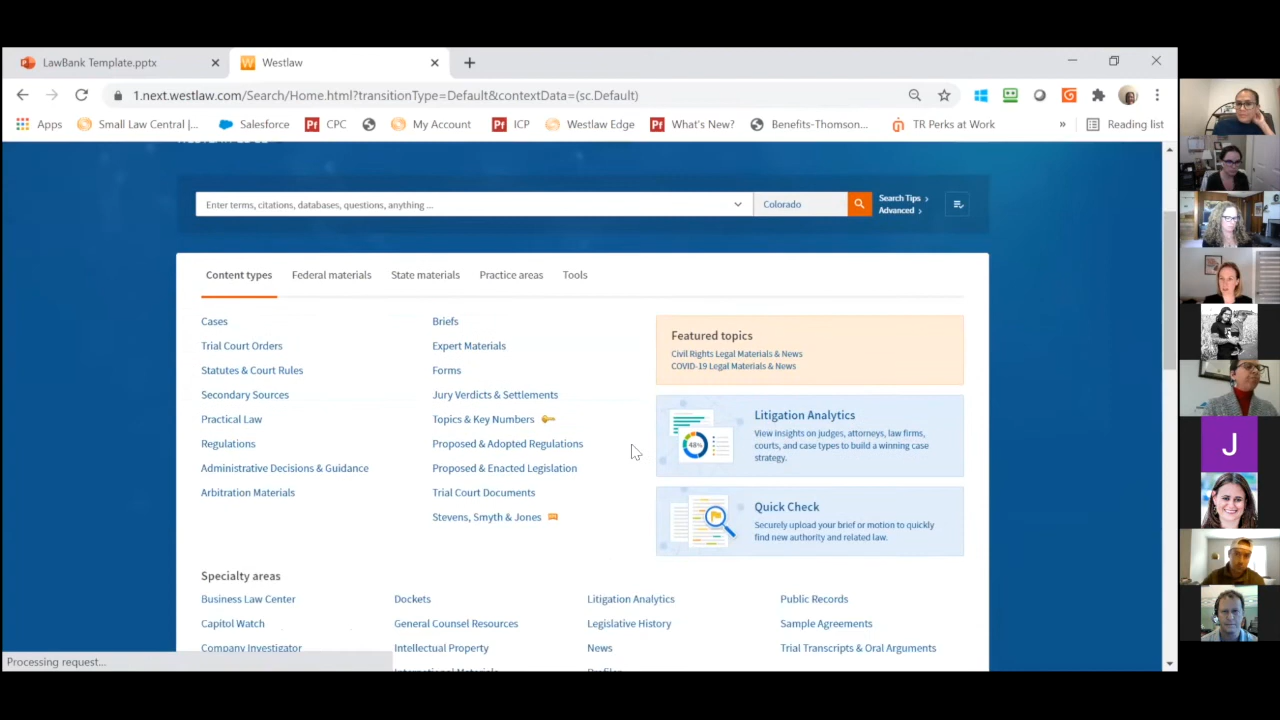 LawBank Template.pptx
Westlaw
1.next.westlaw.com/Search/Home.html?transitionType=Default&contextData=(sc.Default)
Apps Small Law Central |... Salesforce CPC My Account ICP Westlaw Edge What's New? Benefits-Thomson... TR Perks at Work » Reading list
Enter terms, citations, databases, questions, anything ...
Colorado
Search Tips
Advanced
Content types Federal materials State materials Practice areas Tools
Cases
Trial Court Orders
Statutes & Court Rules
Secondary Sources
Practical Law
Regulations
Administrative Decisions & Guidance
Arbitration Materials
Briefs
Expert Materials
Forms
Jury Verdicts & Settlements
Topics & Key Numbers
Proposed & Adopted Regulations
Proposed & Enacted Legislation
Trial Court Documents
Stevens, Smyth & Jones
Featured topics
Civil Rights Legal Materials & News
COVID-19 Legal Materials & News
48%
Litigation Analytics
View insights on judges, attorneys, law firms,
courts, and case types to build a winning case
strategy.
Quick Check
Securely upload your brief or motion to quickly
find new authority and related law.
Specialty areas
Business Law Center
Capitol Watch
Company Investigator
Dockets
General Counsel Resources
Intellectual Property
International Materials
Litigation Analytics
Legislative History
News
Public Records
Sample Agreements
Trial Transcripts & Oral Arguments
Processing request...
J